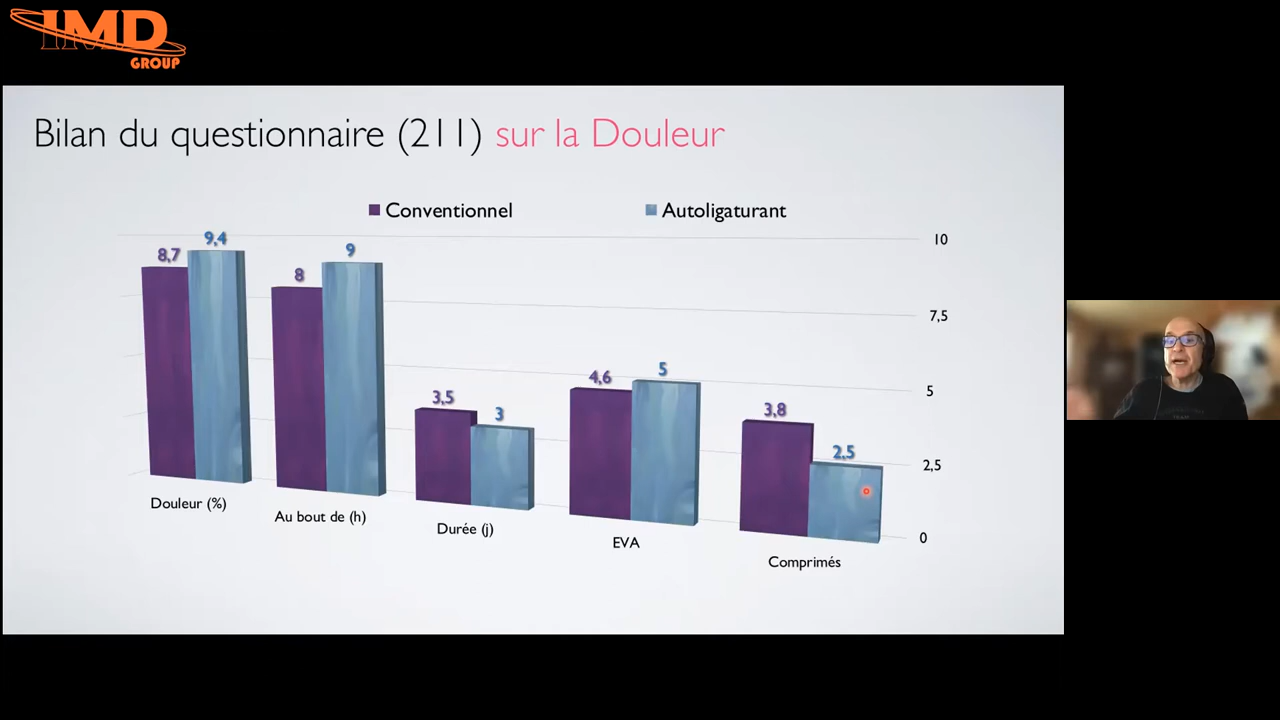 IMD
GROUP
Bilan du questionnaire (211) sur la Douleur
Conventionnel
Autoligaturant
8,7
9,4
8
9
3,5
3
4,6
5
3,8
2,5
10
7,5
5
2,5
0
Douleur (%)
Au bout de (h)
Durée (j)
EVA
Comprimés